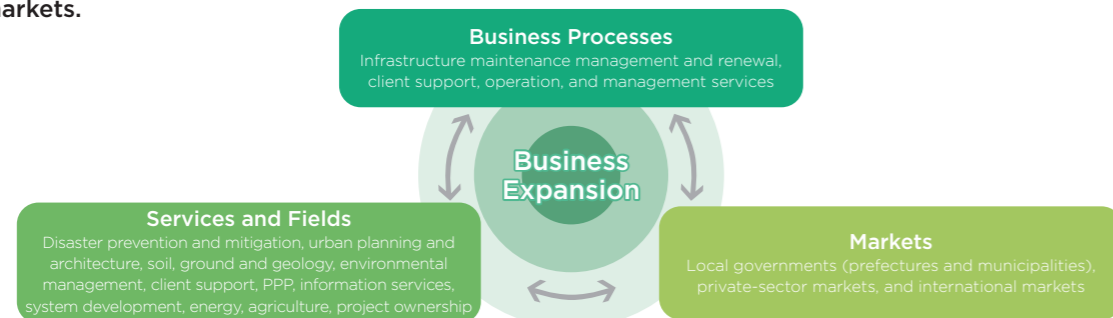 arkets.
Business Processes
Infrastructure maintenance management and renewal,
client support, operation, and management services
Business
Expansion
Services and Fields
Disaster prevention and mitigation, urban planning and
architecture, soil, ground and geology, environmental
management, client support, PPP, information services,
system development, energy, agriculture, project ownership
Markets
Local governments (prefectures and municipalities),
private-sector markets, and international markets